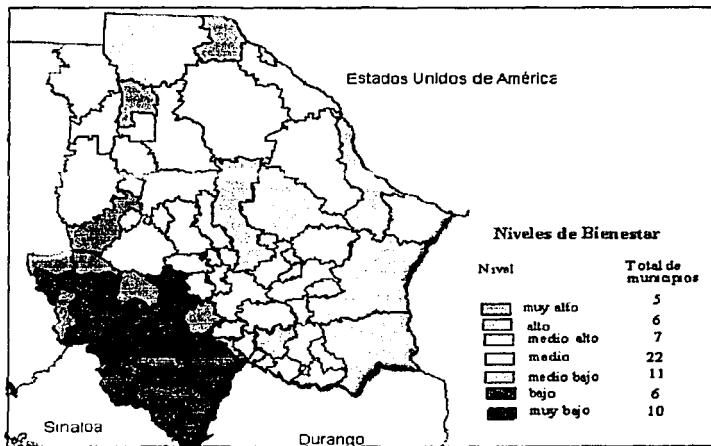 Estados Unidos de América
Niveles de Bienestar
Nivel Total de municipios
muy alto 5
alto 6
medio alto 7
medio 22
medio bajo 11
bajo 6
muy bajo 10
Sinaloa
Durango